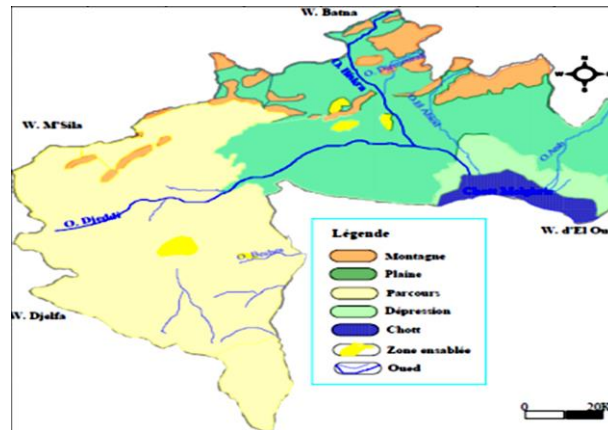 W. Batna
O. Biskra
W. M'Sila
O. Djeddi
Chott Melghir
W. d'El Ou
W. Djelfa
Légende
Montagne
Plaine
Parcours
Dépression
Chott
Zone ensablée
Oued
N
W
E
S
0 20K